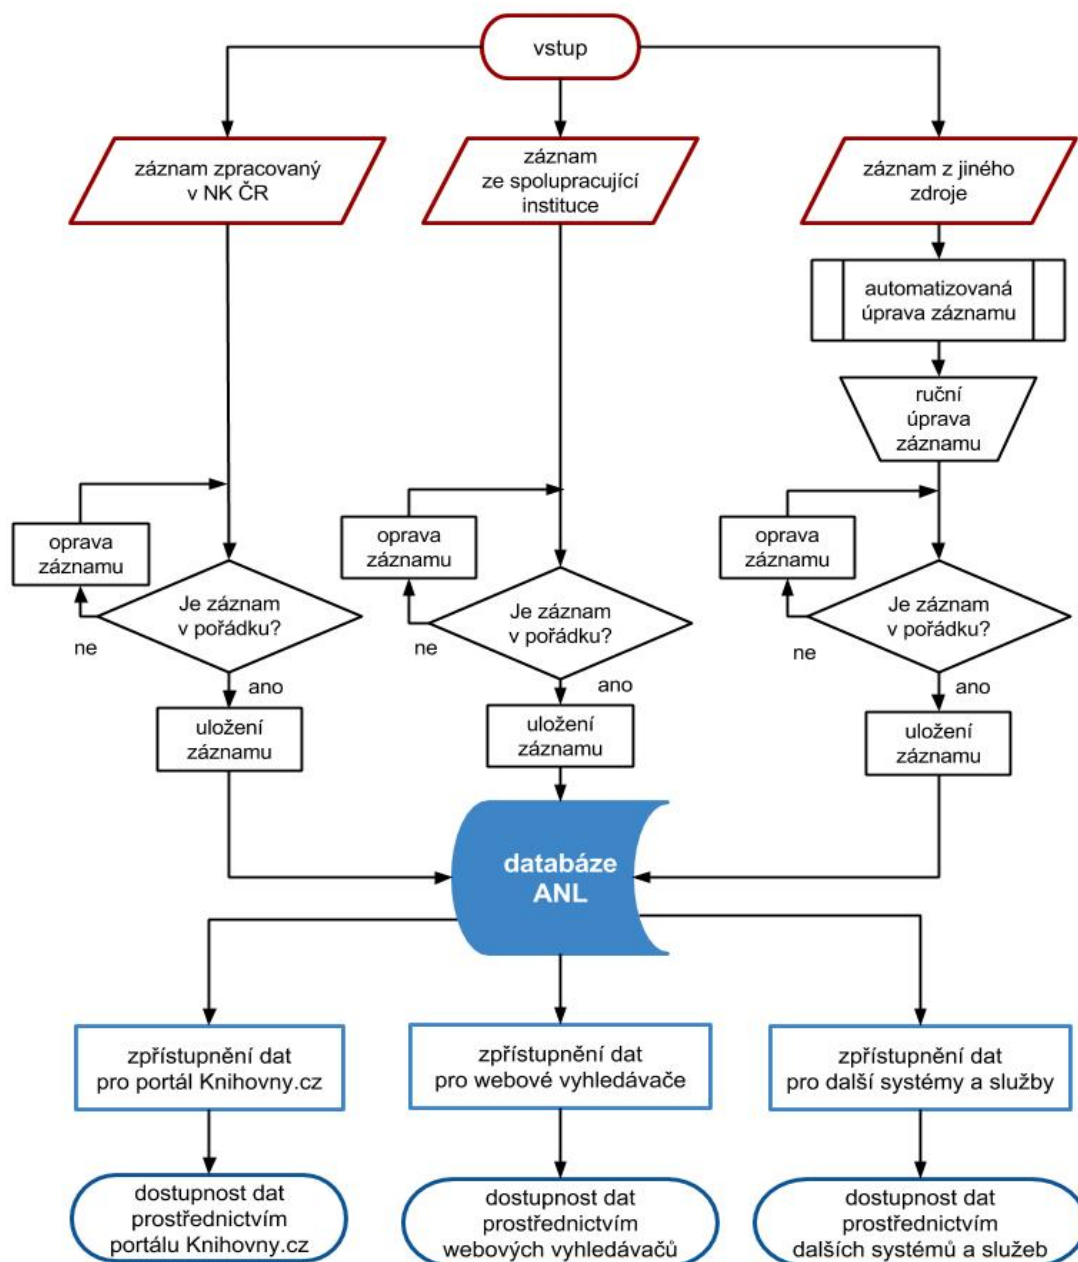 vstup
záznam zpracovaný
v NK ČR
záznam
ze spolupracující
instituce
záznam z jiného
zdroje
automatizovaná
úprava záznamu
ruční
úprava
záznamu
oprava
záznamu
oprava
záznamu
oprava
záznamu
Je záznam
v pořádku?
Je záznam
v pořádku?
Je záznam
v pořádku?
ne
ne
ne
ano
ano
ano
uložení
záznamu
uložení
záznamu
uložení
záznamu
databáze
ANL
zpřístupnění dat
pro portál Knihovny.cz
zpřístupnění dat
pro webové vyhledávače
zpřístupnění dat
pro další systémy a služby
dostupnost dat
prostřednictvím
portálu Knihovny.cz
dostupnost dat
prostřednictvím
webových vyhledávačů
dostupnost dat
prostřednictvím
dalších systémů a služeb